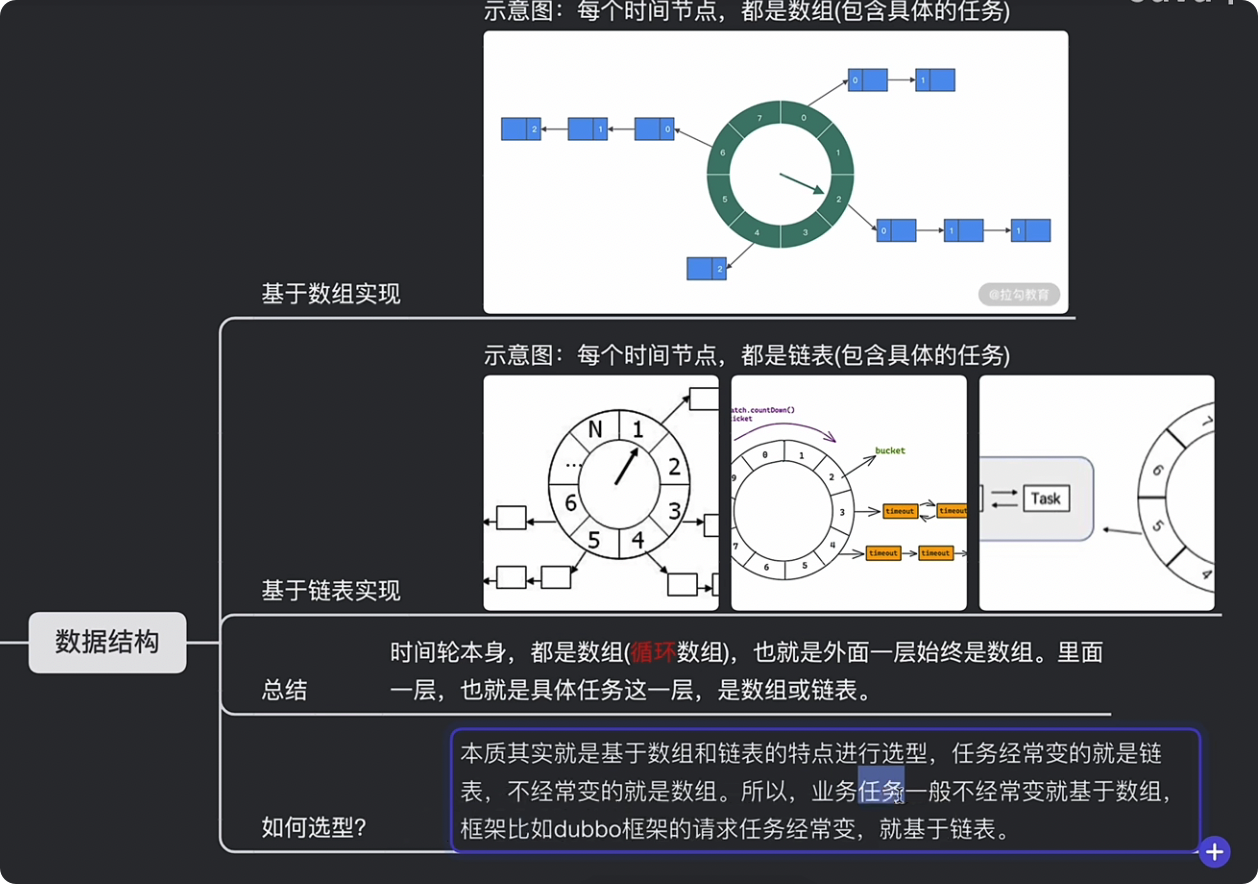 示意图：每个时间节点，都是数组(包含具体的任务)
0 1
2 1 0
7 0
6 1
5 2
4 3
0 1 1
2
@拉勾教育
基于数组实现
示意图：每个时间节点，都是链表(包含具体的任务)
N 1
... 2
6 3
5 4
atch.countDown()
icket
bucket
0 1
9 2
3
7 4
6 5
timeout timeout
timeout timeout
Task
7
6
5
4
基于链表实现
数据结构
时间轮本身，都是数组(循环数组)，也就是外面一层始终是数组。里面
一层，也就是具体任务这一层，是数组或链表。
总结
本质其实就是基于数组和链表的特点进行选型，任务经常变的就是链
表，不经常变的就是数组。所以，业务任务一般不经常变就基于数组，
框架比如dubbo框架的请求任务经常变，就基于链表。
如何选型?